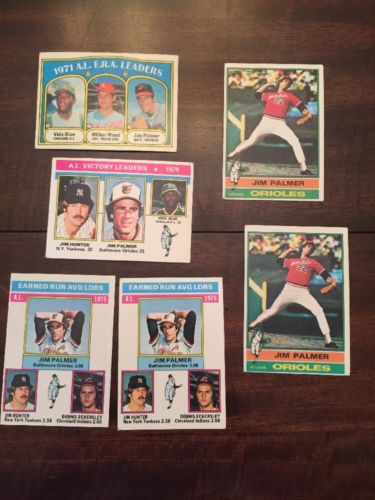 1971 A.L. E.R.A. LEADERS
Vida Blue
Wilbur Wood
Jim Palmer
A.L. VICTORY LEADERS ★ 1975
JIM HUNTER
N.Y. Yankees 23
JIM PALMER
Baltimore Orioles 23
VIDA BLUE
JIM PALMER
ORIOLES
22
JIM PALMER
ORIOLES
EARNED RUN AVG LDRS
A.L. 1975
JIM PALMER
Baltimore Orioles 2.09
JIM HUNTER
New York Yankees 2.58
DENNIS ECKERSLEY
Cleveland Indians 2.60
EARNED RUN AVG LDRS
A.L. 1975
JIM PALMER
Baltimore Orioles 2.09
JIM HUNTER
New York Yankees 2.58
DENNIS ECKERSLEY
Cleveland Indians 2.60